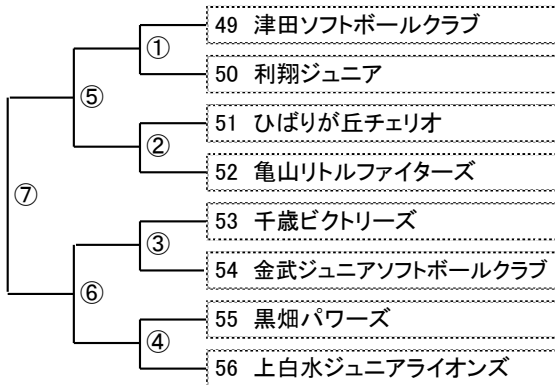 49 津田ソフトボールクラブ
①
50 利翔ジュニア
⑤
51 ひばりが丘チェリオ
②
52 亀山リトルファイターズ
⑦
53 千歳ビクトリーズ
③
54 金武ジュニアソフトボールクラブ
⑥
55 黒畑パワーズ
④
56 上白水ジュニアライオンズ